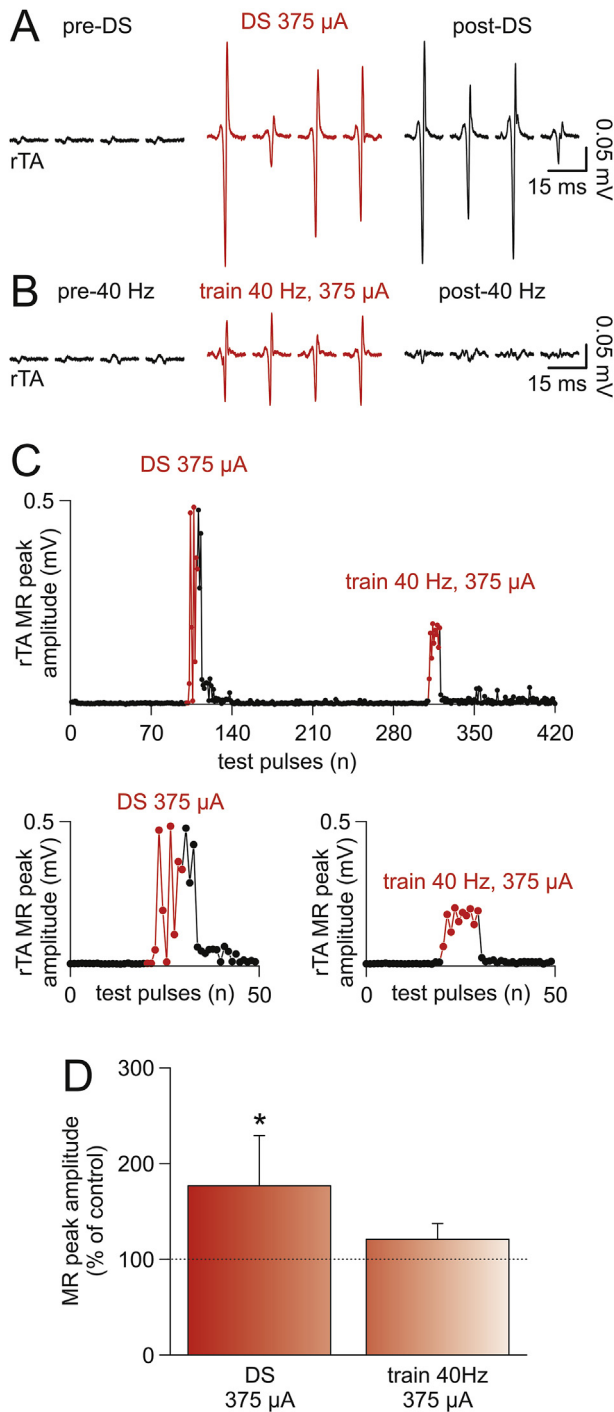 A
pre-DS
DS 375 µA
post-DS
rTA
15 ms
0.05 mV
B
pre-40 Hz
train 40 Hz, 375 µA
post-40 Hz
rTA
15 ms
0.05 mV
C
DS 375 µA
train 40 Hz, 375 µA
rTA MR peak
amplitude (mV)
0.5
0 70 140 210 280 350 420
test pulses (n)
DS 375 µA
rTA MR peak
amplitude (mV)
0.5
0 50
test pulses (n)
train 40 Hz, 375 µA
rTA MR peak
amplitude (mV)
0.5
0 50
test pulses (n)
D
MR peak amplitude
(% of control)
300
200
100
0
*
DS
375 µA
train 40Hz
375 µA